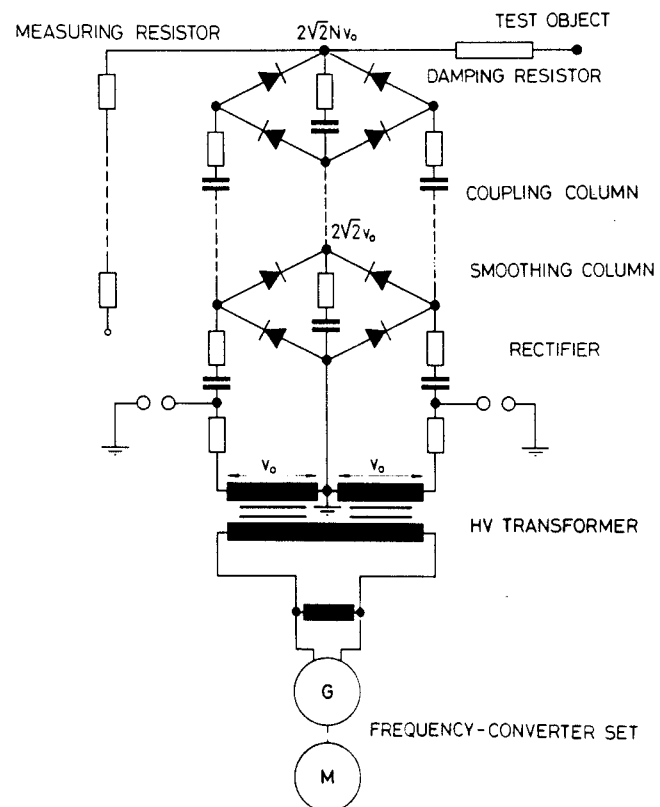 MEASURING RESISTOR
2√2Nv₀
TEST OBJECT
DAMPING RESISTOR
COUPLING COLUMN
2√2v₀
SMOOTHING COLUMN
RECTIFIER
V₀
V₀
HV TRANSFORMER
G
FREQUENCY-CONVERTER SET
M